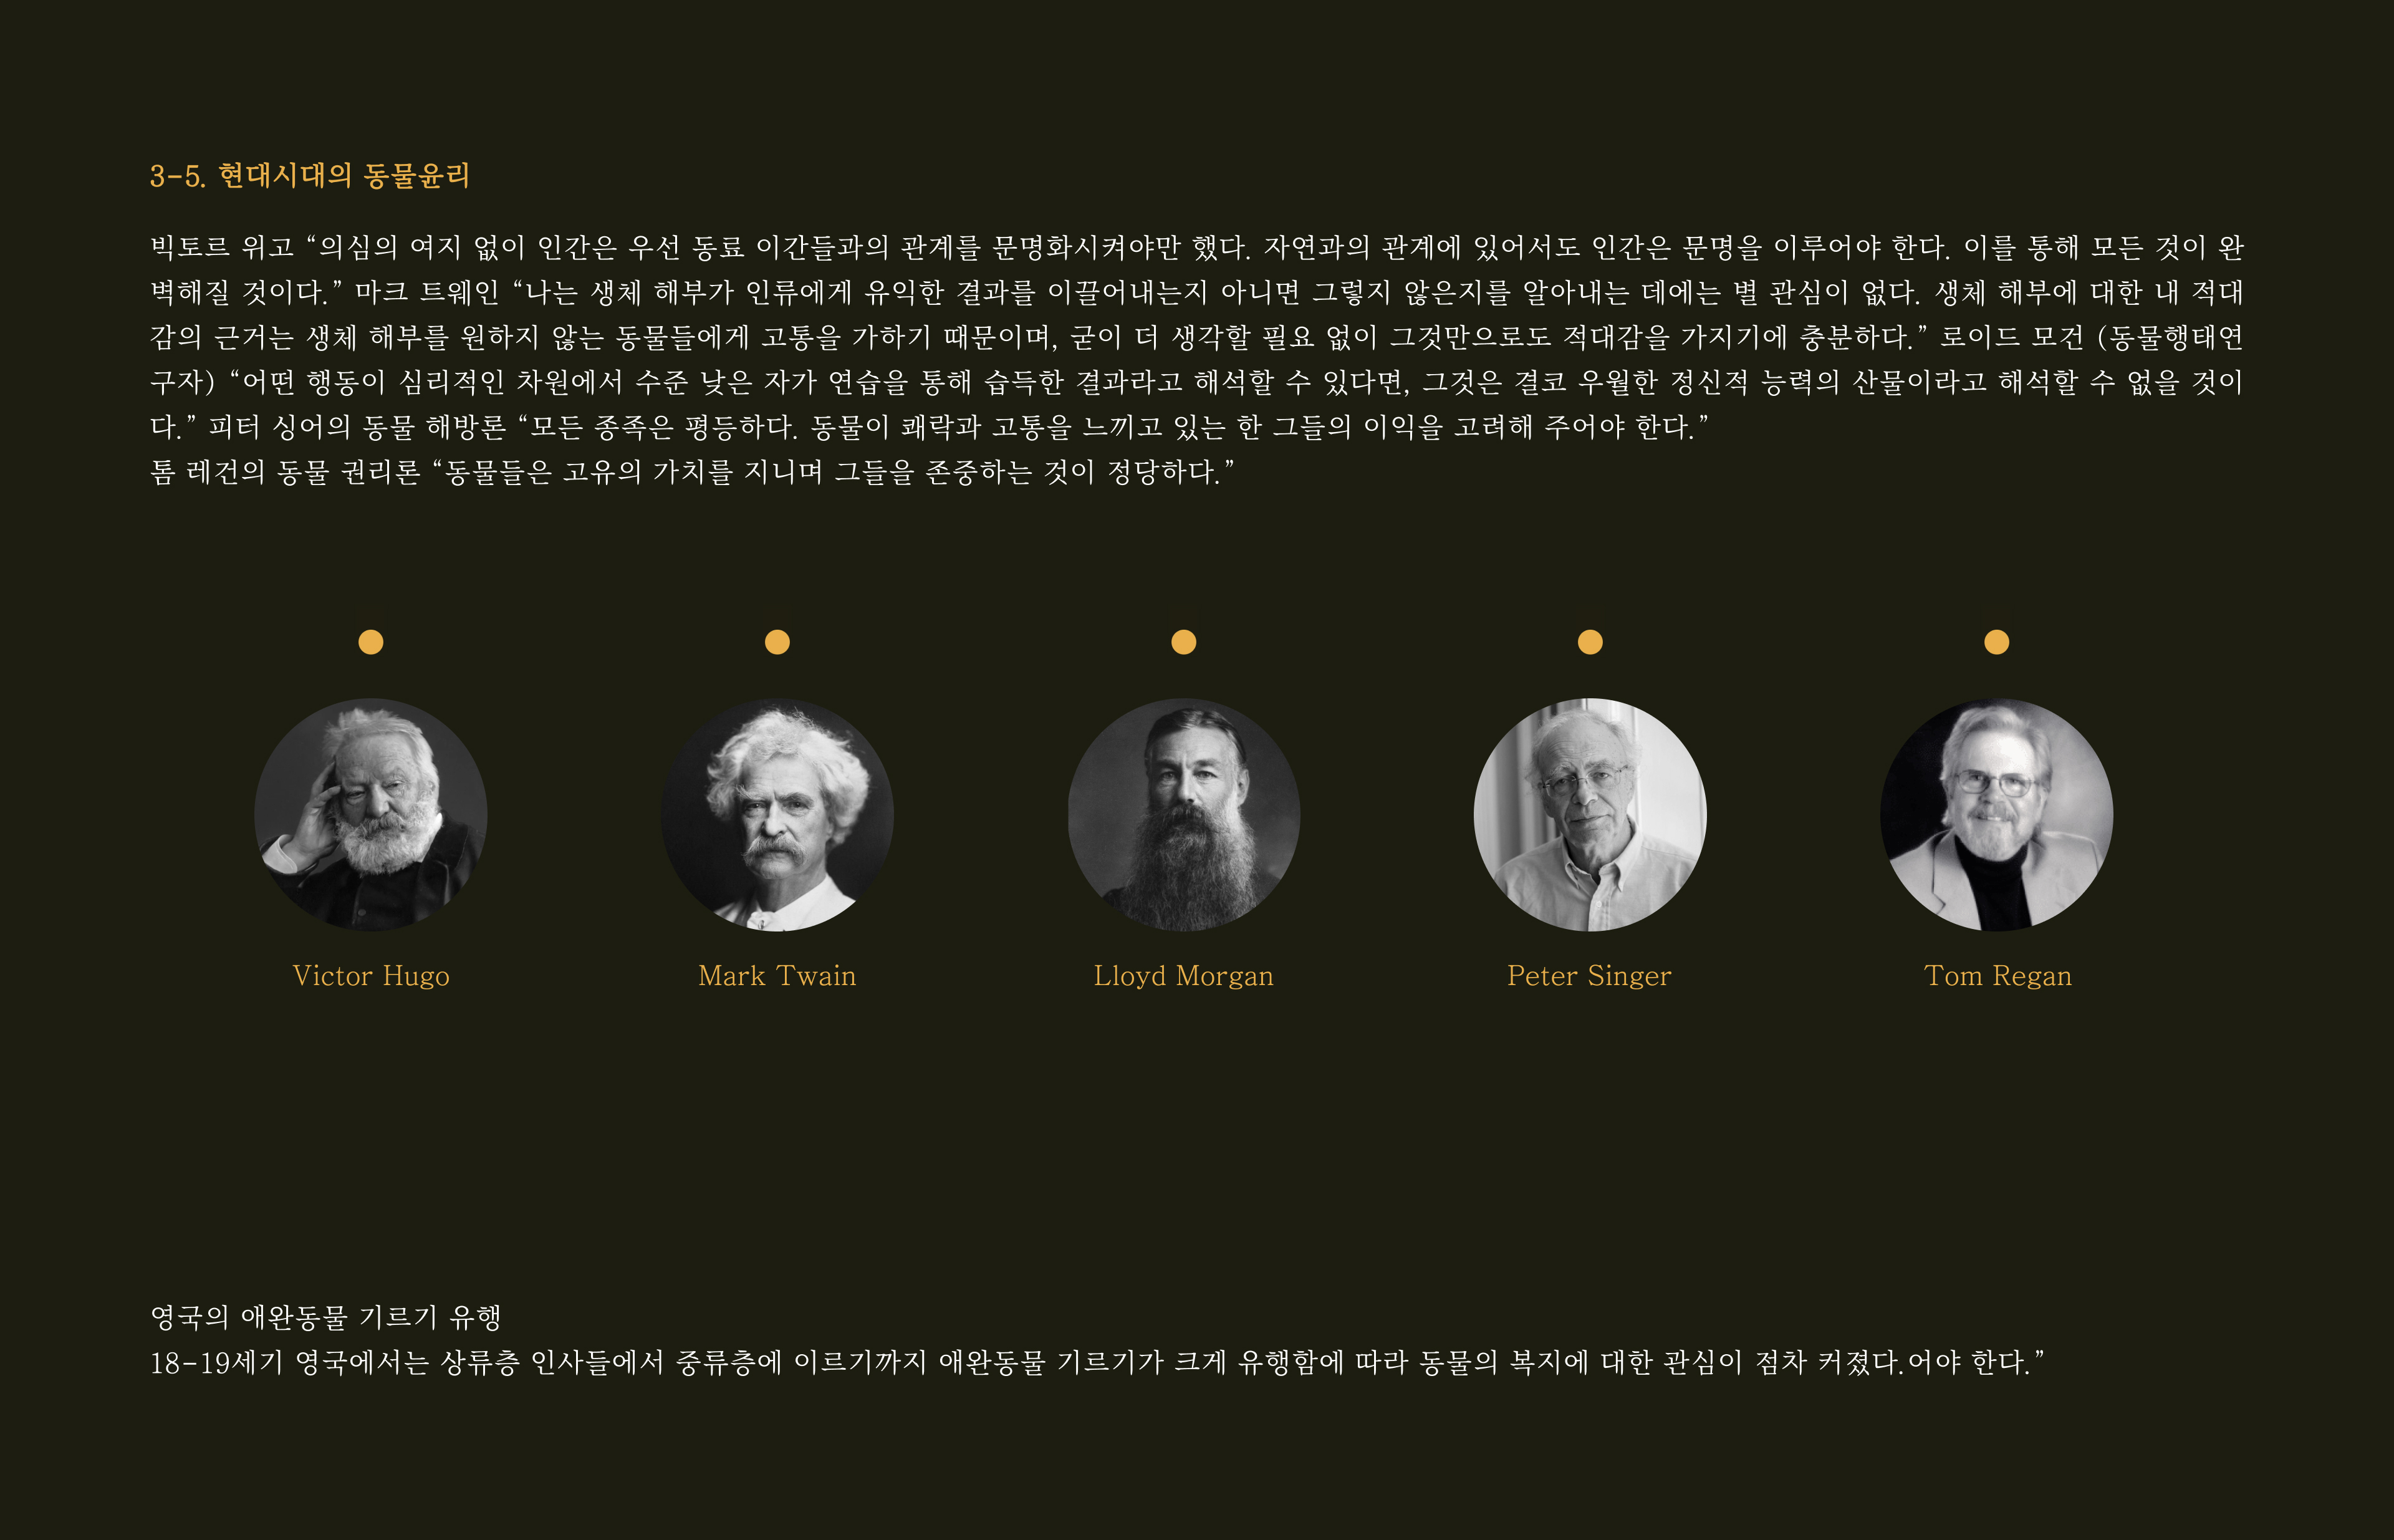 3-5. 현대시대의 동물윤리
빅토르 위고 “의심의 여지 없이 인간은 우선 동료 이간들과의 관계를 문명화시켜야만 했다. 자연과의 관계에 있어서도 인간은 문명을 이루어야 한다. 이를 통해 모든 것이 완
벽해질 것이다.” 마크 트웨인 “나는 생체 해부가 인류에게 유익한 결과를 이끌어내는지 아니면 그렇지 않은지를 알아내는 데에는 별 관심이 없다. 생체 해부에 대한 내 적대
감의 근거는 생체 해부를 원하지 않는 동물들에게 고통을 가하기 때문이며, 굳이 더 생각할 필요 없이 그것만으로도 적대감을 가지기에 충분하다.” 로이드 모건 (동물행태연
구자) “어떤 행동이 심리적인 차원에서 수준 낮은 자가 연습을 통해 습득한 결과라고 해석할 수 있다면, 그것은 결코 우월한 정신적 능력의 산물이라고 해석할 수 없을 것이
다.” 피터 싱어의 동물 해방론 “모든 종족은 평등하다. 동물이 쾌락과 고통을 느끼고 있는 한 그들의 이익을 고려해 주어야 한다.”
톰 레건의 동물 권리론 “동물들은 고유의 가치를 지니며 그들을 존중하는 것이 정당하다.”
Victor Hugo
Mark Twain
Lloyd Morgan
Peter Singer
Tom Regan
영국의 애완동물 기르기 유행
18-19세기 영국에서는 상류층 인사들에서 중류층에 이르기까지 애완동물 기르기가 크게 유행함에 따라 동물의 복지에 대한 관심이 점차 커졌다.어야 한다.”